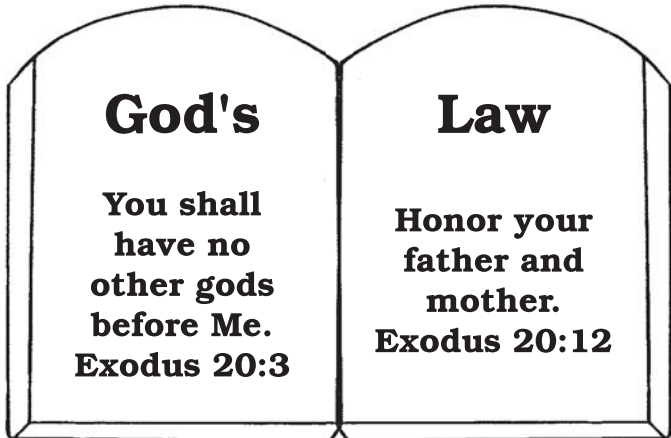 God's
You shall
have no
other gods
before Me.
Exodus 20:3
Law
Honor your
father and
mother.
Exodus 20:12